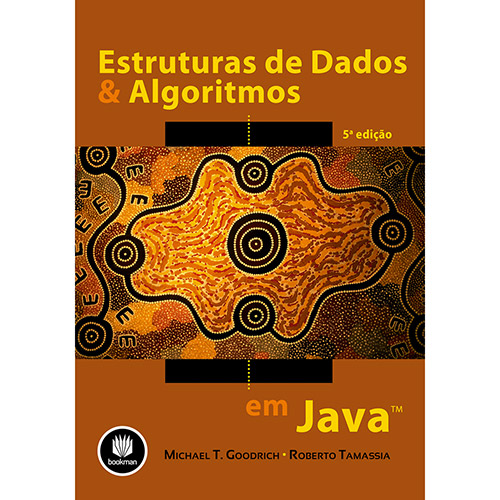 Estruturas de Dados
& Algoritmos
5ª edição
em Java™
MICHAEL T. GOODRICH • ROBERTO TAMASSIA
bookman